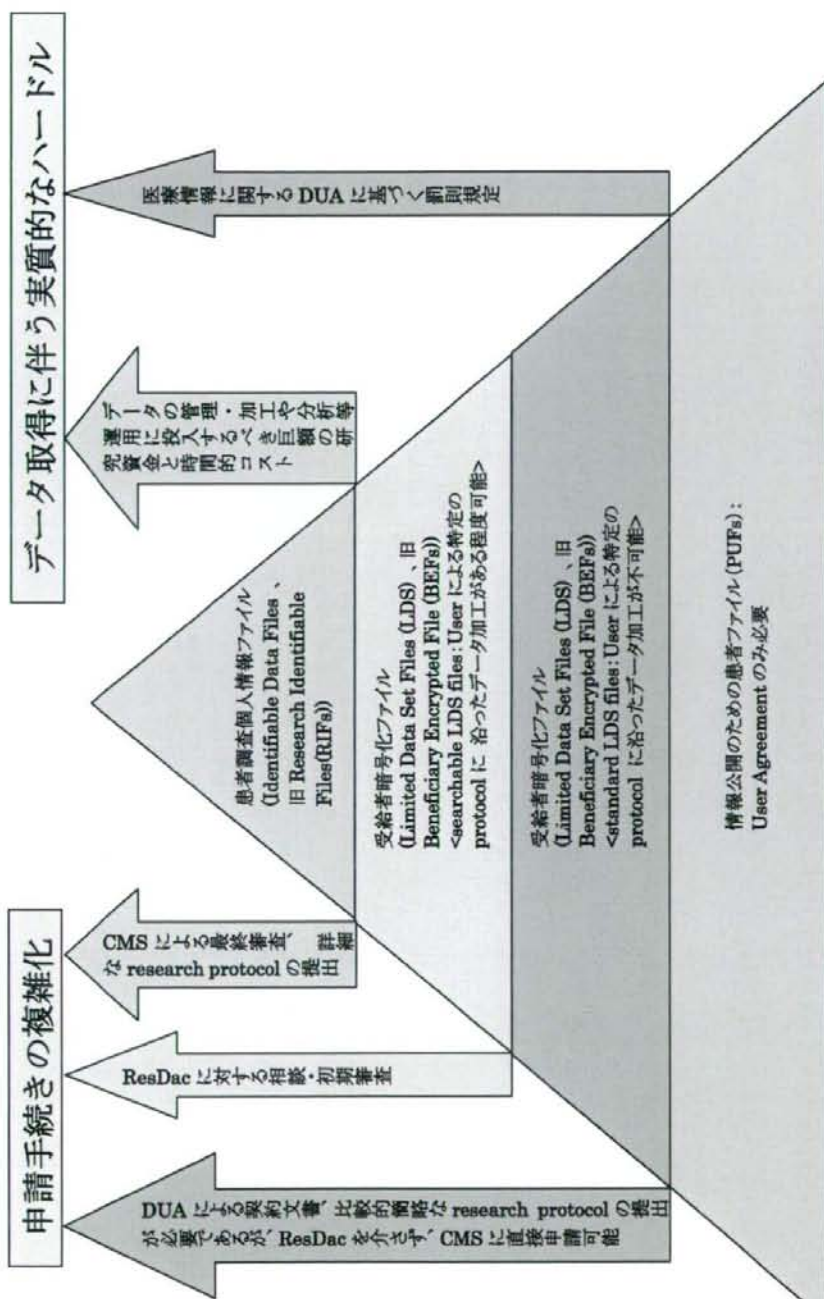 申請手続きの複雑化
データ取得に伴う実質的なハードル
DUA による契約文書、比較的簡略な research protocol の提出
が必要であるが、ResDac を介さず、CMS に直接申請可能
ResDac に対する相談・初期審査
CMS による最終審査、 詳細
な research protocol の提出
データの管理・加工や分析等
運用に投入するべき巨額の研
究資金と時間的コスト
医療情報に関する DUA に基づく罰則規定
患者調査個人情報ファイル
(Identifiable Data Files 、
旧 Research Identifiable
Files(RIFs))
受給者暗号化ファイル
(Limited Data Set Files (LDS) 、旧
Beneficiary Encrypted File (BEFs))
<searchable LDS files: User による特定の
protocol に 沿ったデータ加工がある程度可能>
受給者暗号化ファイル
(Limited Data Set Files (LDS) 、旧
Beneficiary Encrypted File (BEFs))
<standard LDS files: User による特定の
protocol に沿ったデータ加工が不可能>
情報公開のための患者ファイル (PUFs) :
User Agreement のみ必要